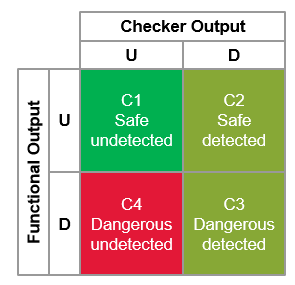 Checker Output
U
D
Functional Output
U
C1
Safe
undetected
C2
Safe
detected
D
C4
Dangerous
undetected
C3
Dangerous
detected